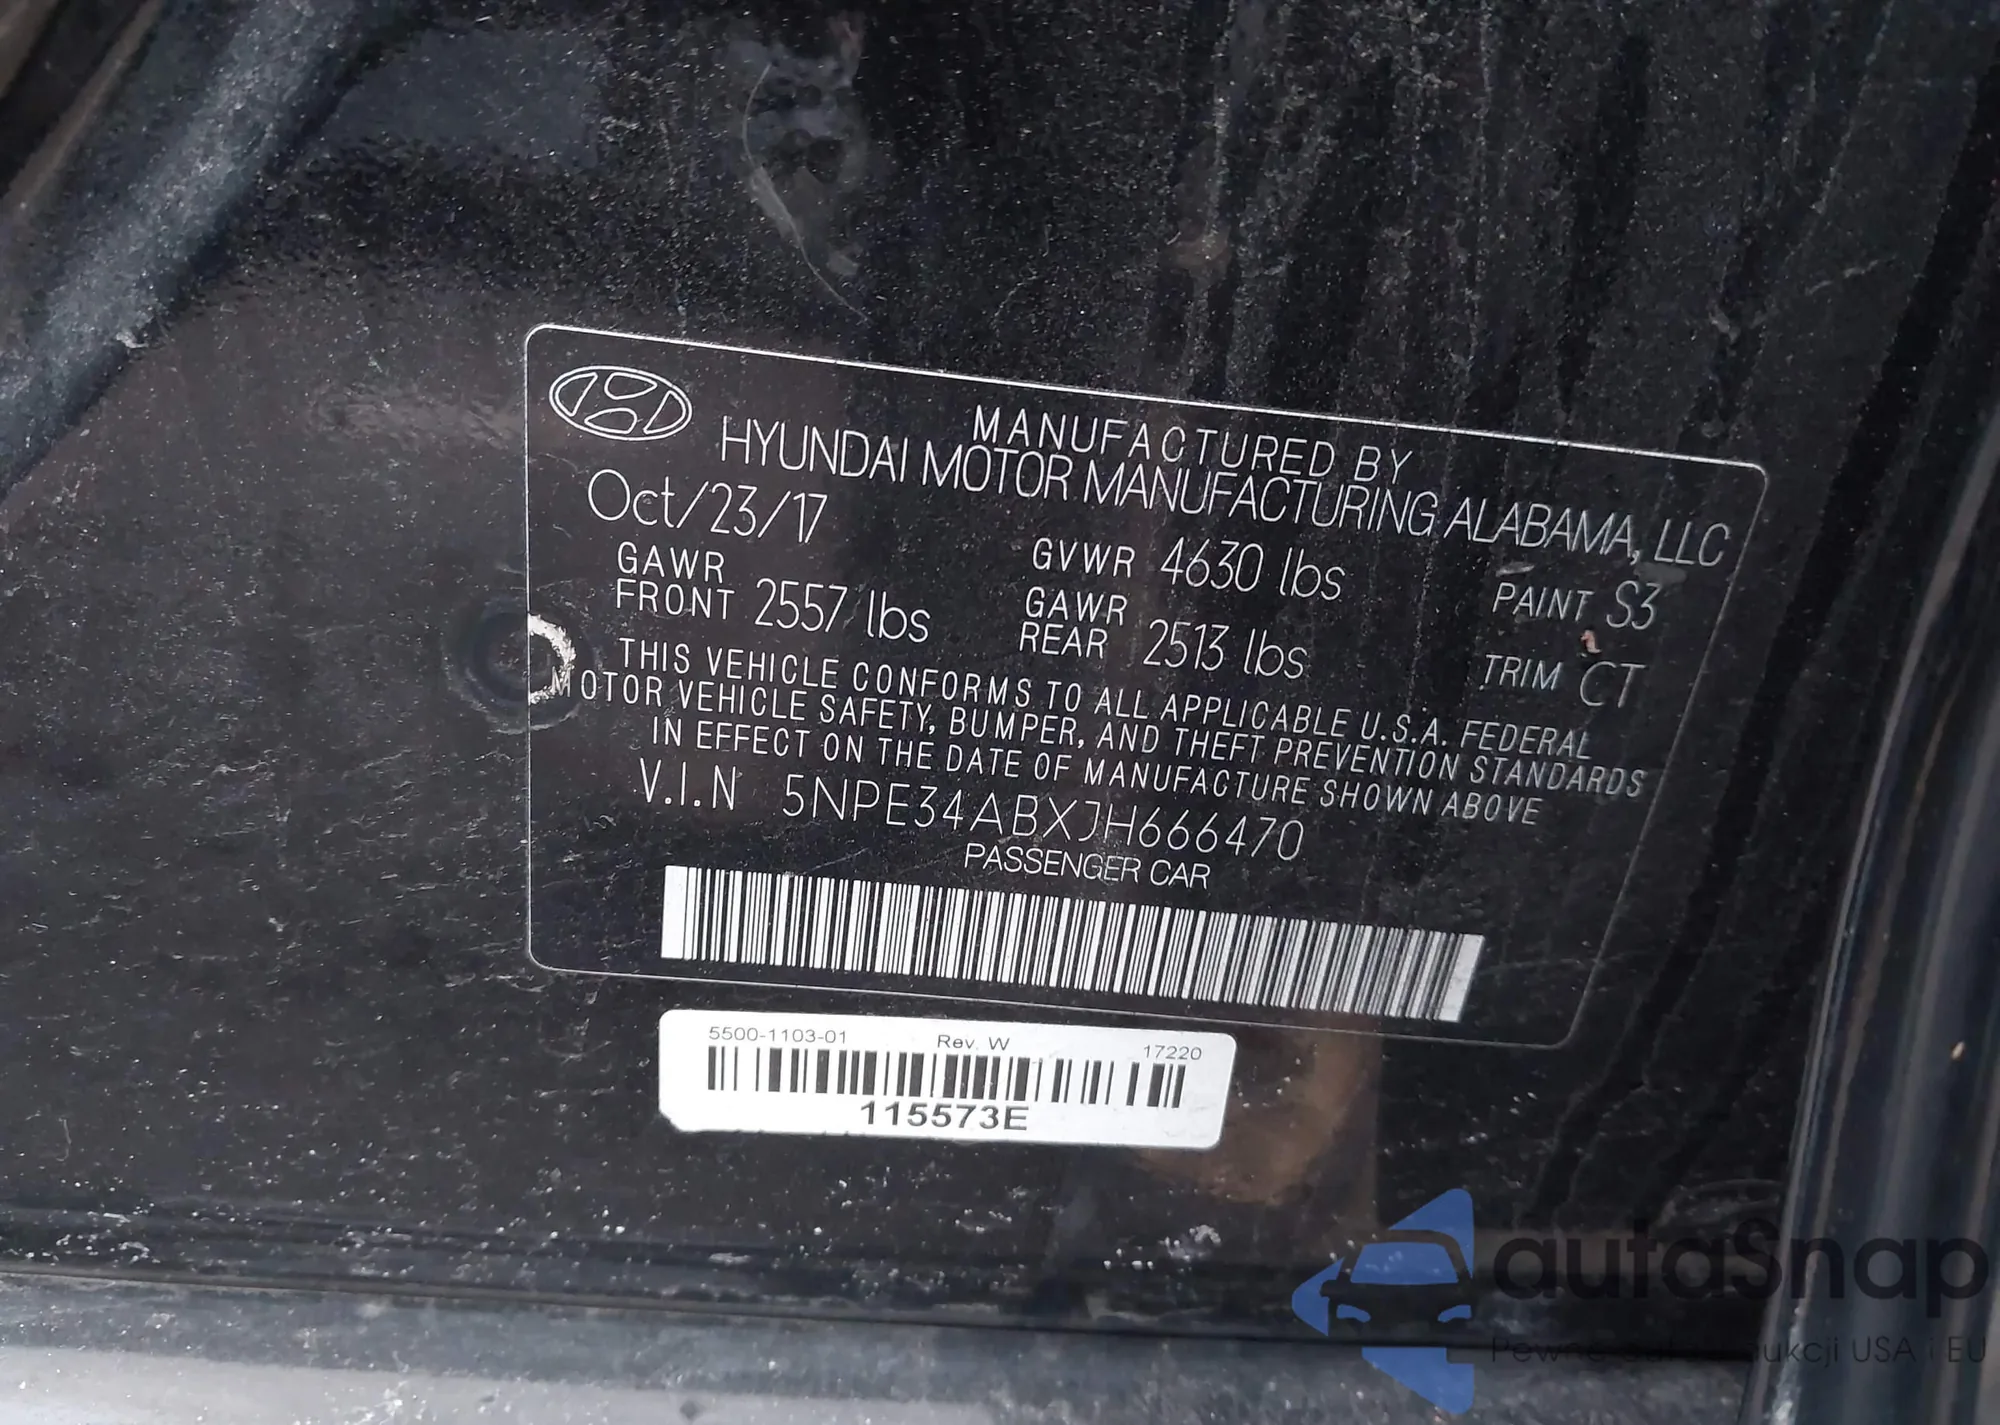 MANUFACTURED BY
HYUNDAI MOTOR MANUFACTURING ALABAMA, LLC
Oct/23/17
GAWR FRONT 2557 lbs
GVWR 4630 lbs
GAWR REAR 2513 lbs
PAINT S3
TRIM CT
THIS VEHICLE CONFORMS TO ALL APPLICABLE U.S.A. FEDERAL
MOTOR VEHICLE SAFETY, BUMPER, AND THEFT PREVENTION STANDARDS
IN EFFECT ON THE DATE OF MANUFACTURE SHOWN ABOVE
V.I.N 5NPE34ABXJH666470
PASSENGER CAR
5500-1103-01 Rev. W 17220
115573E
autaSnap
USA i EU